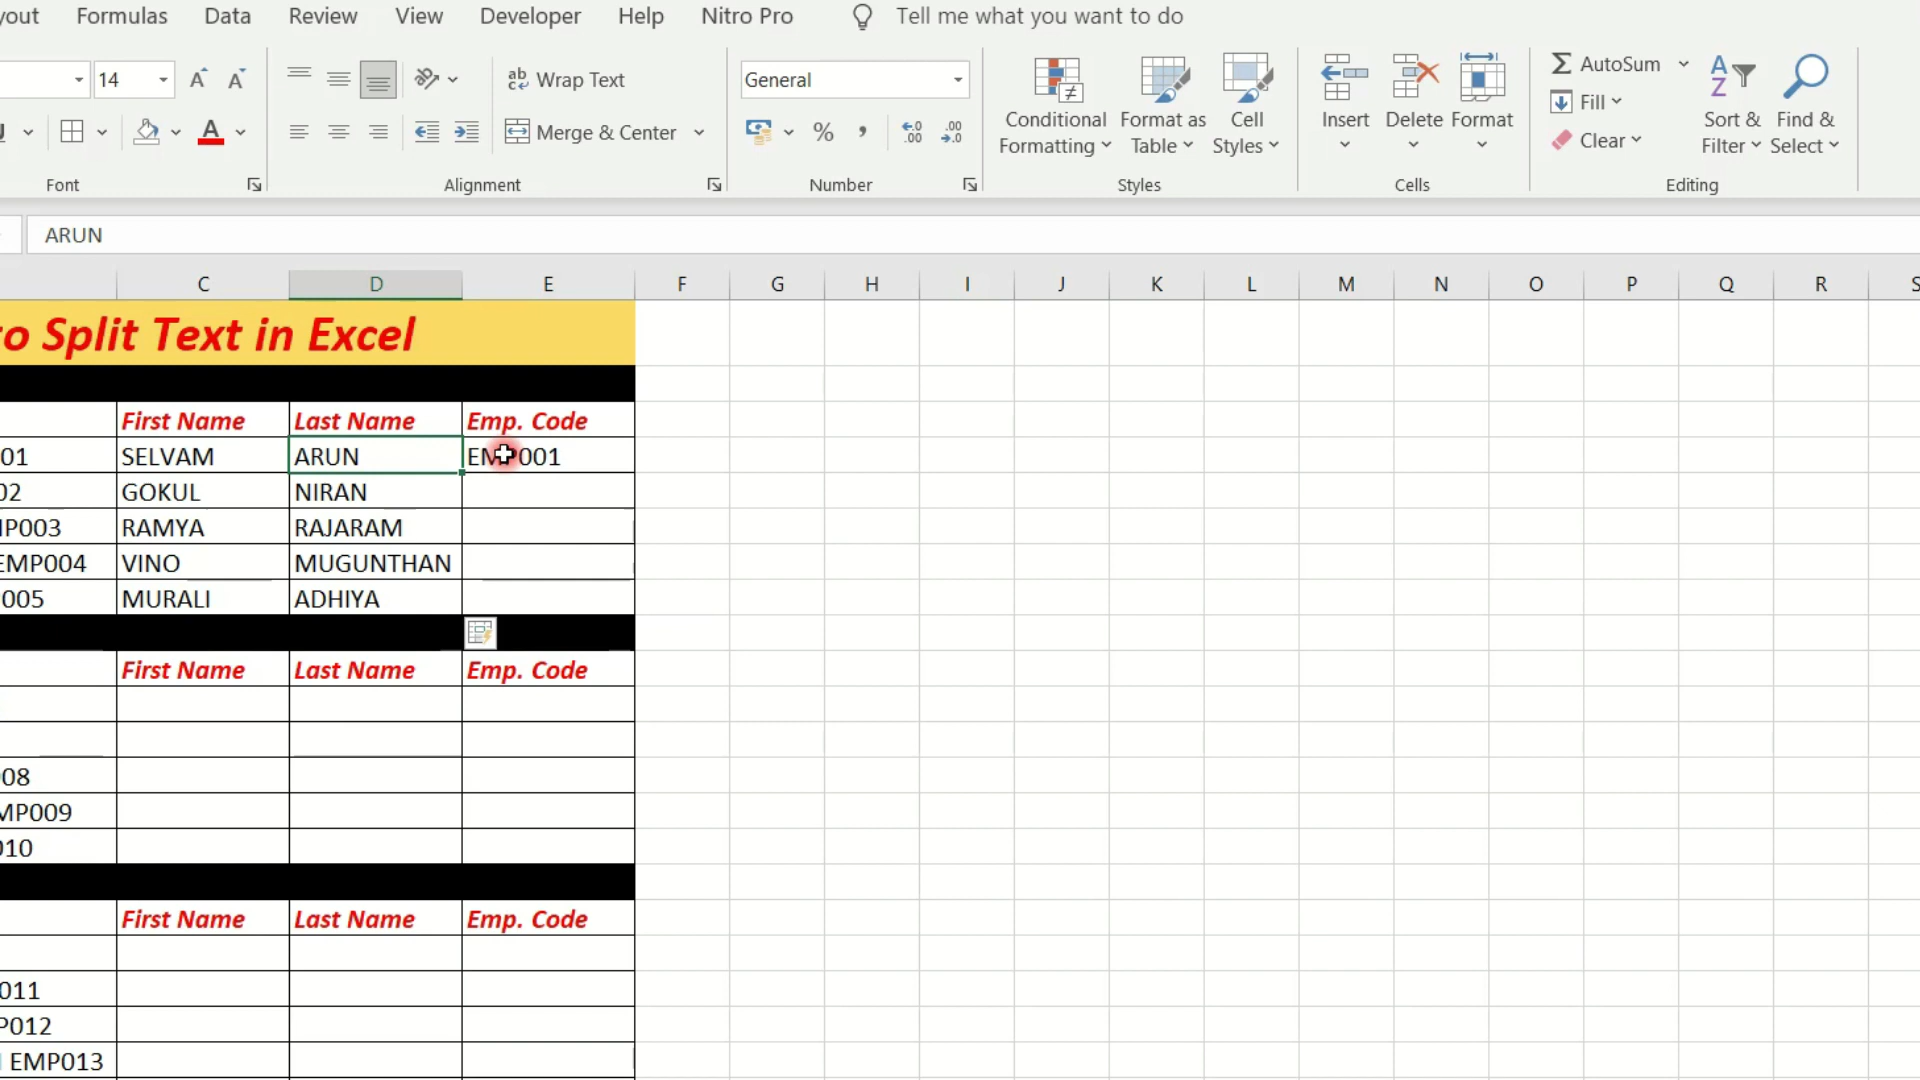 yout Formulas Data Review View Developer Help Nitro Pro Tell me what you want to do
14 Wrap Text General Conditional Formatting Format as Table Cell Styles Insert Delete Format AutoSum Fill Clear Sort & Filter Find & Select
Merge & Center
Font Alignment Number Styles Cells Editing
ARUN
C D E F G H I J K L M N O P Q R S
o Split Text in Excel
First Name Last Name Emp. Code
01 SELVAM ARUN EMP001
02 GOKUL NIRAN
MP003 RAMYA RAJARAM
EMP004 VINO MUGUNTHAN
005 MURALI ADHIYA
First Name Last Name Emp. Code
08
MP009
010
First Name Last Name Emp. Code
011
P012
EMP013